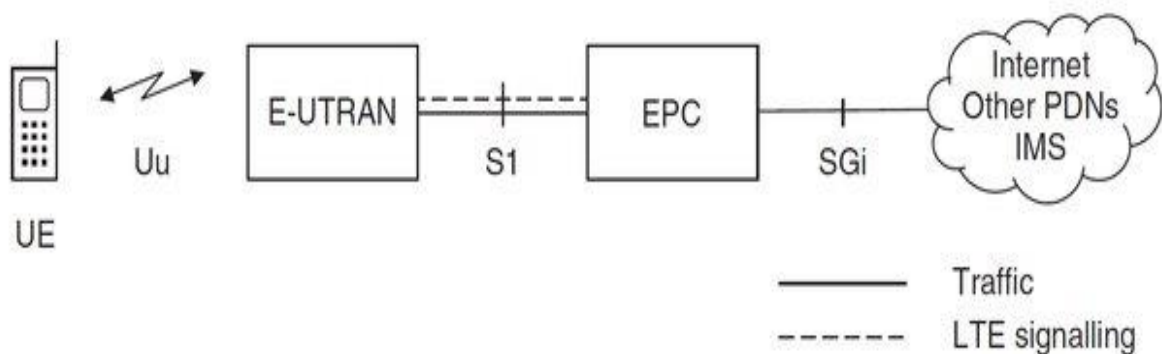 UE
Uu
E-UTRAN
S1
EPC
SGi
Internet
Other PDNs
IMS
Traffic
LTE signalling